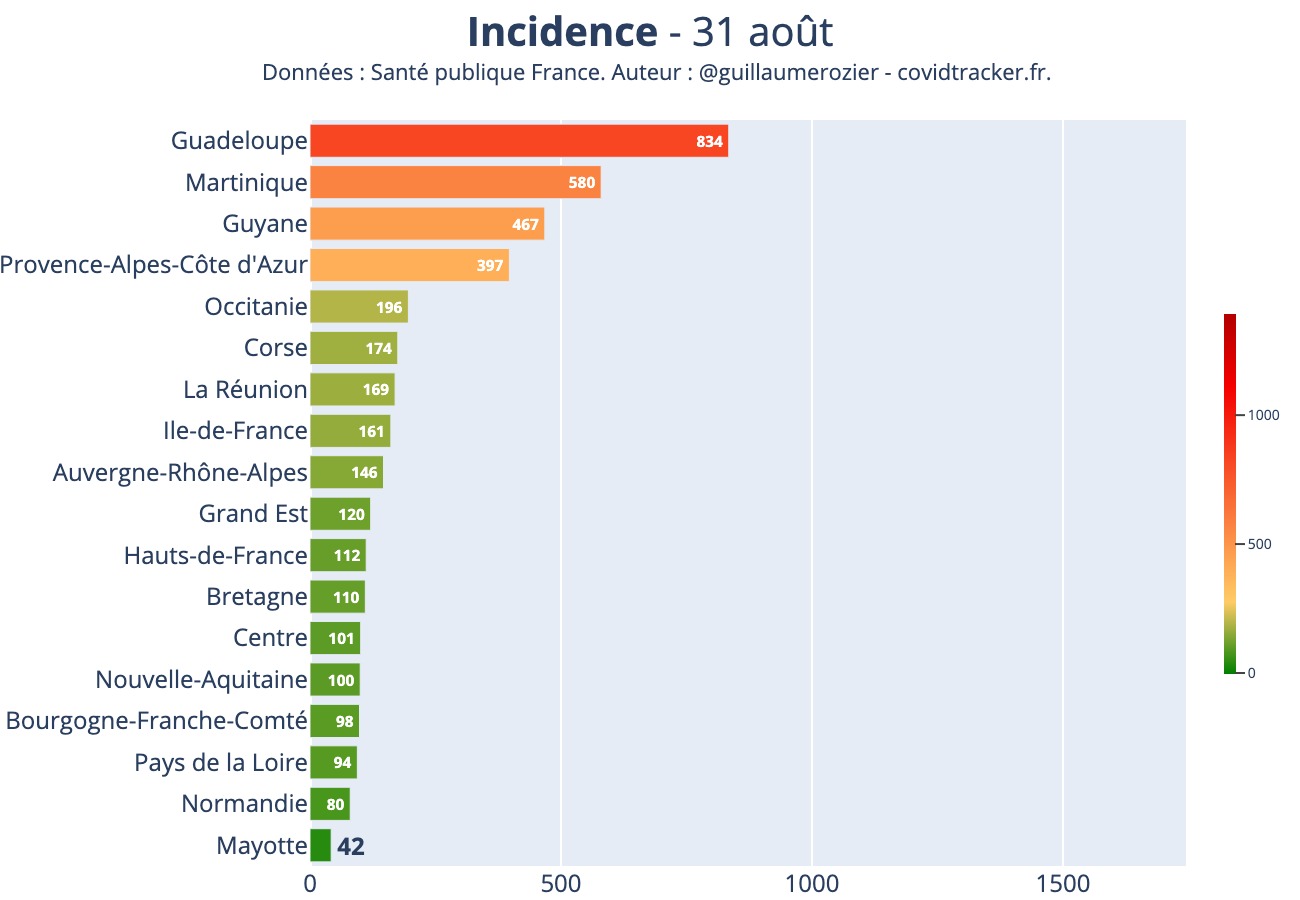 Incidence - 31 août
Données : Santé publique France. Auteur : @guillaumerozier - covidtracker.fr.
Guadeloupe 834
Martinique 580
Guyane 467
Provence-Alpes-Côte d'Azur 397
Occitanie 196
Corse 174
La Réunion 169
Ile-de-France 161
Auvergne-Rhône-Alpes 146
Grand Est 120
Hauts-de-France 112
Bretagne 110
Centre 101
Nouvelle-Aquitaine 100
Bourgogne-Franche-Comté 98
Pays de la Loire 94
Normandie 80
Mayotte 42
0 500 1000 1500
1000
500
0